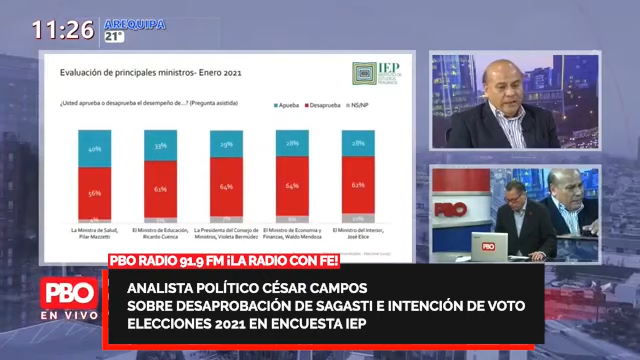 11:26
AREQUIPA
21°
Evaluación de principales ministros- Enero 2021
IEP
¿Usted aprueba o desaprueba el desempeño de...? (Pregunta asistida)
Apueba
Desaprueba
NS/NP
40%
33%
29%
28%
28%
56%
61%
64%
64%
62%
4%
10%
La Ministra de Salud, Pilar Mazzetti
El Ministro de Educación, Ricardo Cuenca
La Presidenta del Consejo de Ministros, Violeta Bermúdez
El Ministro de Economía y Finanzas, Waldo Mendoza
El Ministro del Interior, José Elice
PBO
PBO
PBO
EN VIVO
PBO RADIO 91.9 FM ¡LA RADIO CON FE!
ANALISTA POLÍTICO CÉSAR CAMPOS
SOBRE DESAPROBACIÓN DE SAGASTI E INTENCIÓN DE VOTO
ELECCIONES 2021 EN ENCUESTA IEP